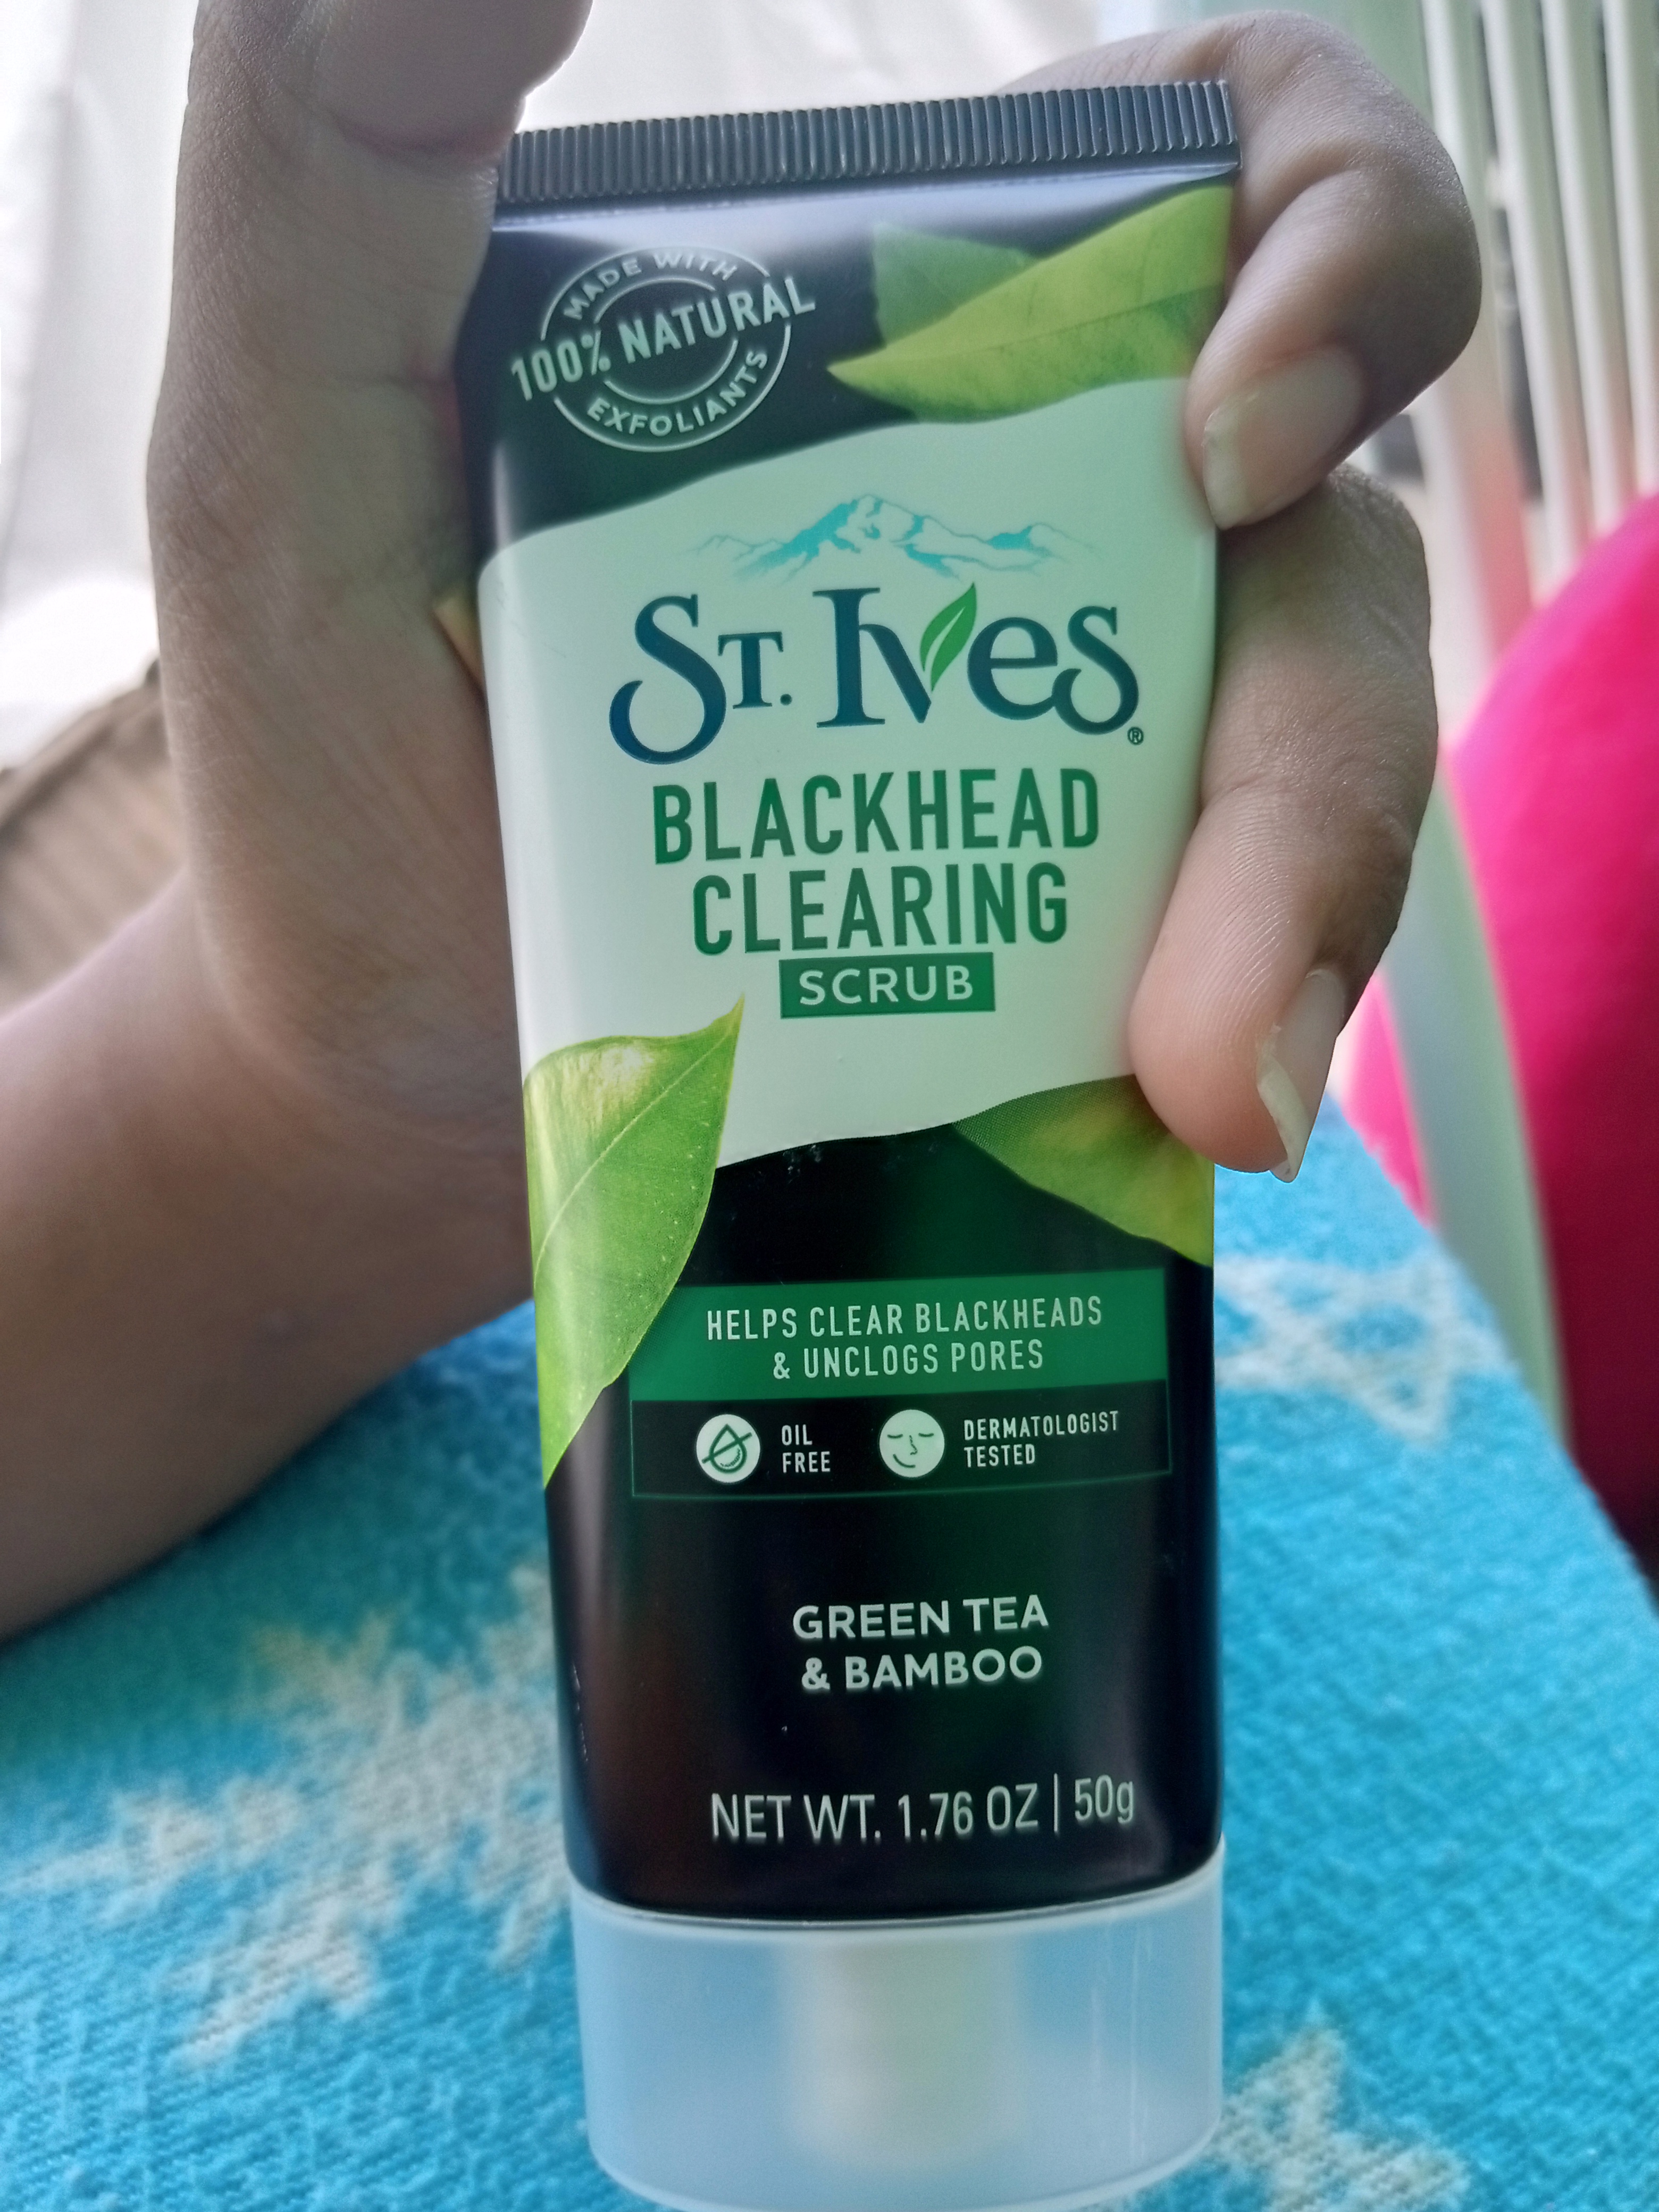 MADE WITH
100% NATURAL
EXFOLIANTS
ST. IVES®
BLACKHEAD
CLEARING
SCRUB
HELPS CLEAR BLACKHEADS
& UNCLOGS PORES
OIL
FREE
DERMATOLOGIST
TESTED
GREEN TEA
& BAMBOO
NET WT. 1.76 OZ | 50g